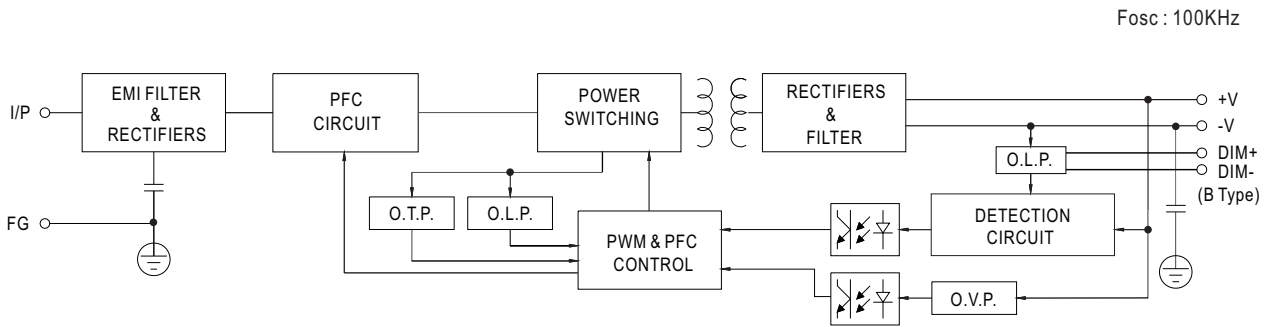 Fosc : 100KHz
I/P
EMI FILTER
&
RECTIFIERS
PFC
CIRCUIT
POWER
SWITCHING
RECTIFIERS
&
FILTER
+V
-V
DIM+
DIM-
(B Type)
O.L.P.
FG
O.T.P.
O.L.P.
PWM & PFC
CONTROL
DETECTION
CIRCUIT
O.V.P.